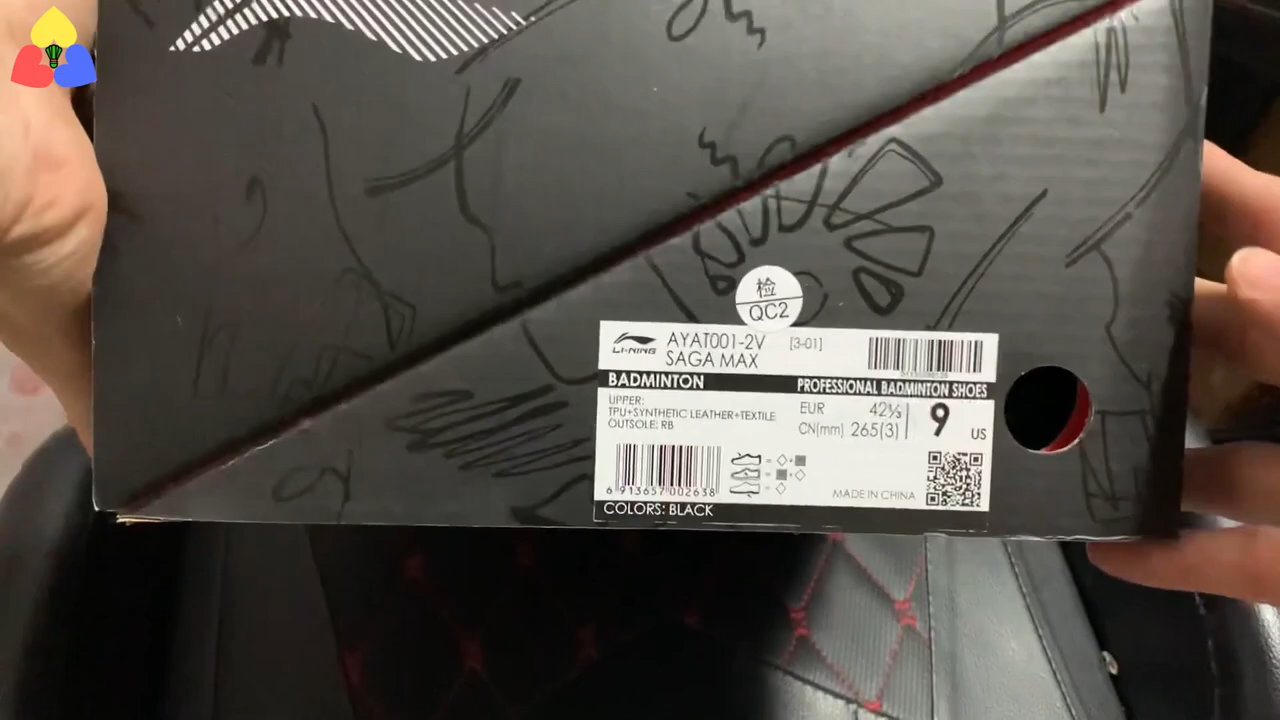 检
QC2
LI-NING
AYAT001-2V [3-01]
SAGA MAX
BADMINTON PROFESSIONAL BADMINTON SHOES
UPPER:
TPU+SYNTHETIC LEATHER+TEXTILE
OUTSOLE: RB
EUR 42⅔
CN(mm) 265(3)
9 US
6 913657 002638
MADE IN CHINA
COLORS: BLACK